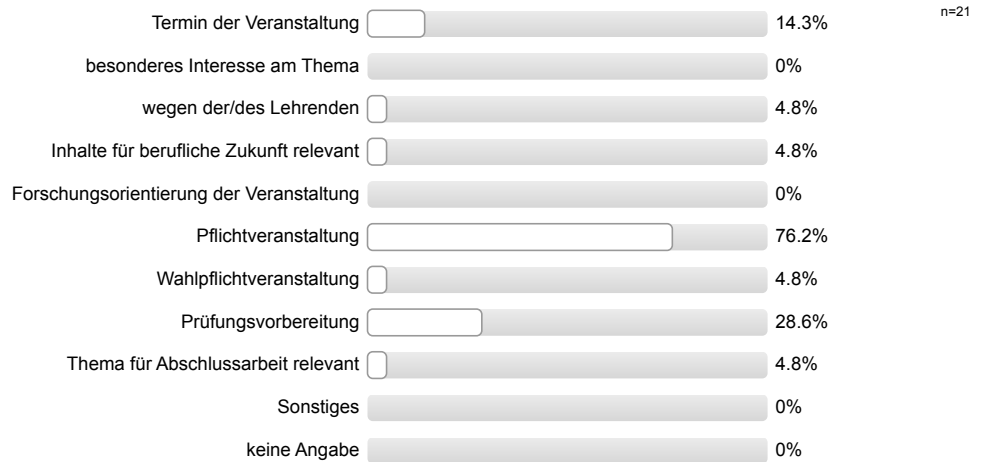 Termin der Veranstaltung 14.3% n=21
besonderes Interesse am Thema 0%
wegen der/des Lehrenden 4.8%
Inhalte für berufliche Zukunft relevant 4.8%
Forschungsorientierung der Veranstaltung 0%
Pflichtveranstaltung 76.2%
Wahlpflichtveranstaltung 4.8%
Prüfungsvorbereitung 28.6%
Thema für Abschlussarbeit relevant 4.8%
Sonstiges 0%
keine Angabe 0%